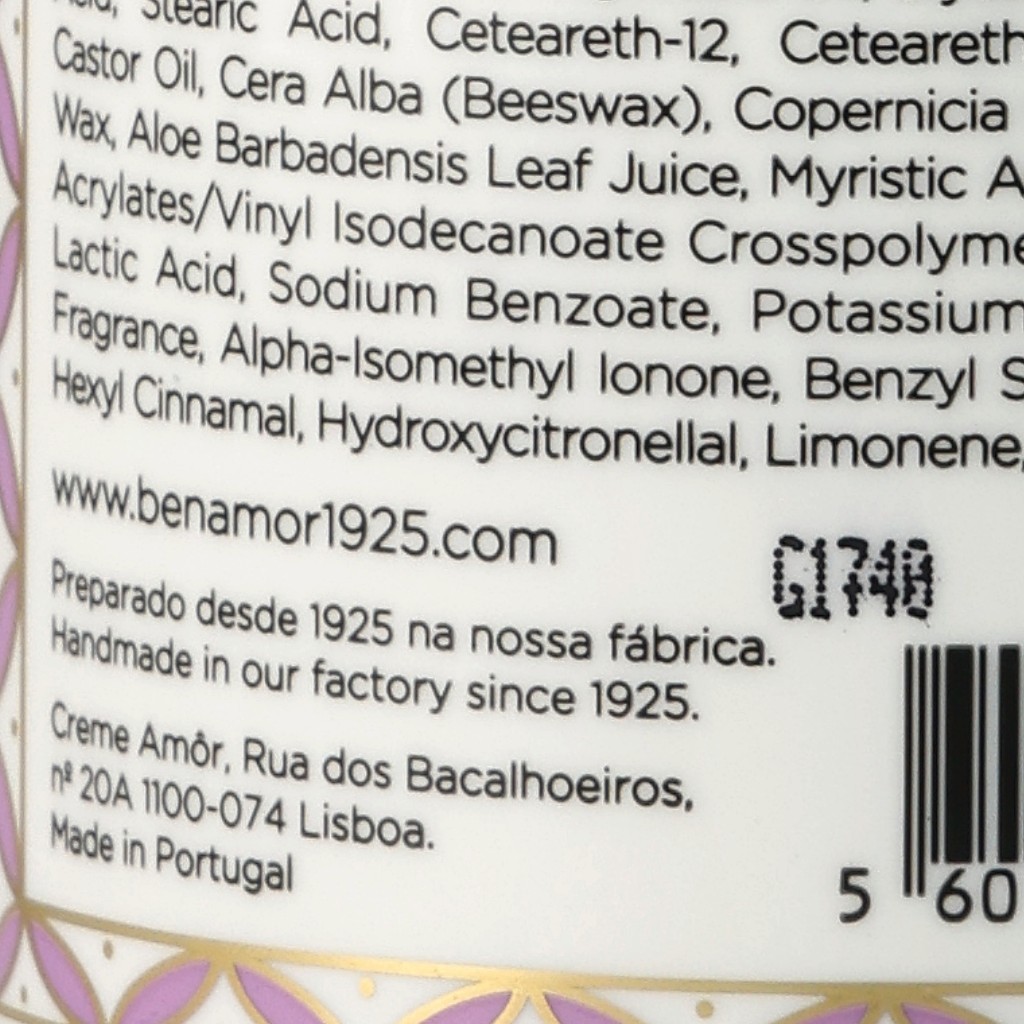 Stearic Acid, Ceteareth-12, Ceteareth
Castor Oil, Cera Alba (Beeswax), Copernicia
Wax, Aloe Barbadensis Leaf Juice, Myristic A
Acrylates/Vinyl Isodecanoate Crosspolyme
Lactic Acid, Sodium Benzoate, Potassium
Fragrance, Alpha-Isomethyl Ionone, Benzyl S
Hexyl Cinnamal, Hydroxycitronellal, Limonene,
www.benamor1925.com
G174A
Preparado desde 1925 na nossa fábrica.
Handmade in our factory since 1925.
Creme Amôr, Rua dos Bacalhoeiros,
nº 20A 1100-074 Lisboa.
Made in Portugal
5 60